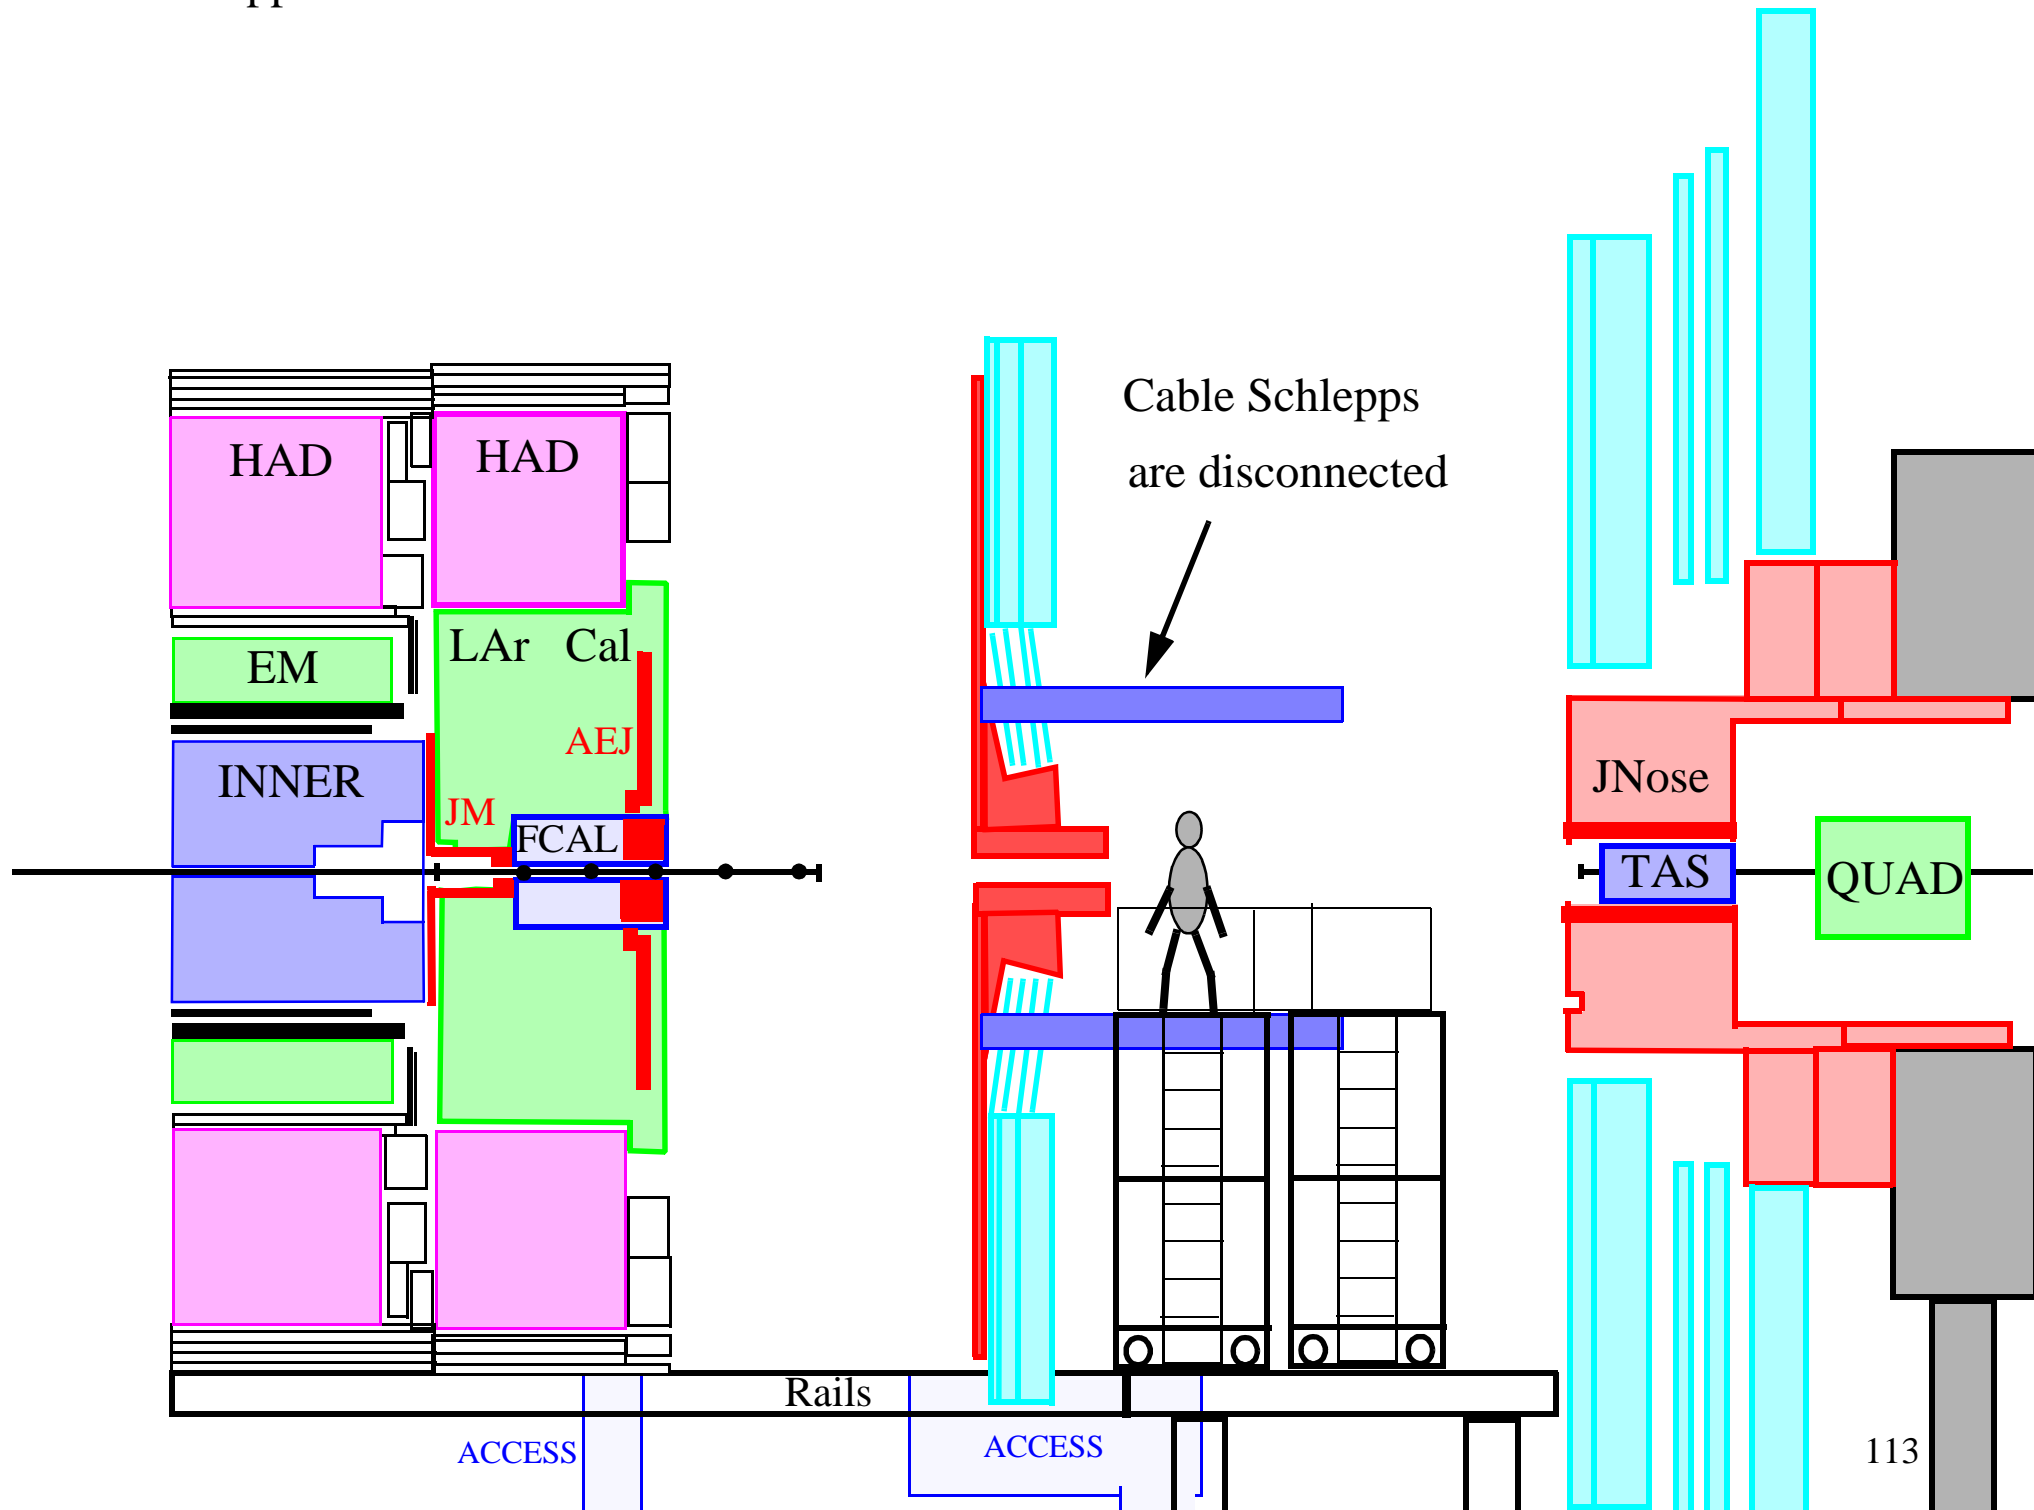 Cable Schlepps
are disconnected
HAD
HAD
LAr Cal
EM
AEJ
INNER
JM
FCAL
JNose
TAS
QUAD
Rails
ACCESS
ACCESS
113